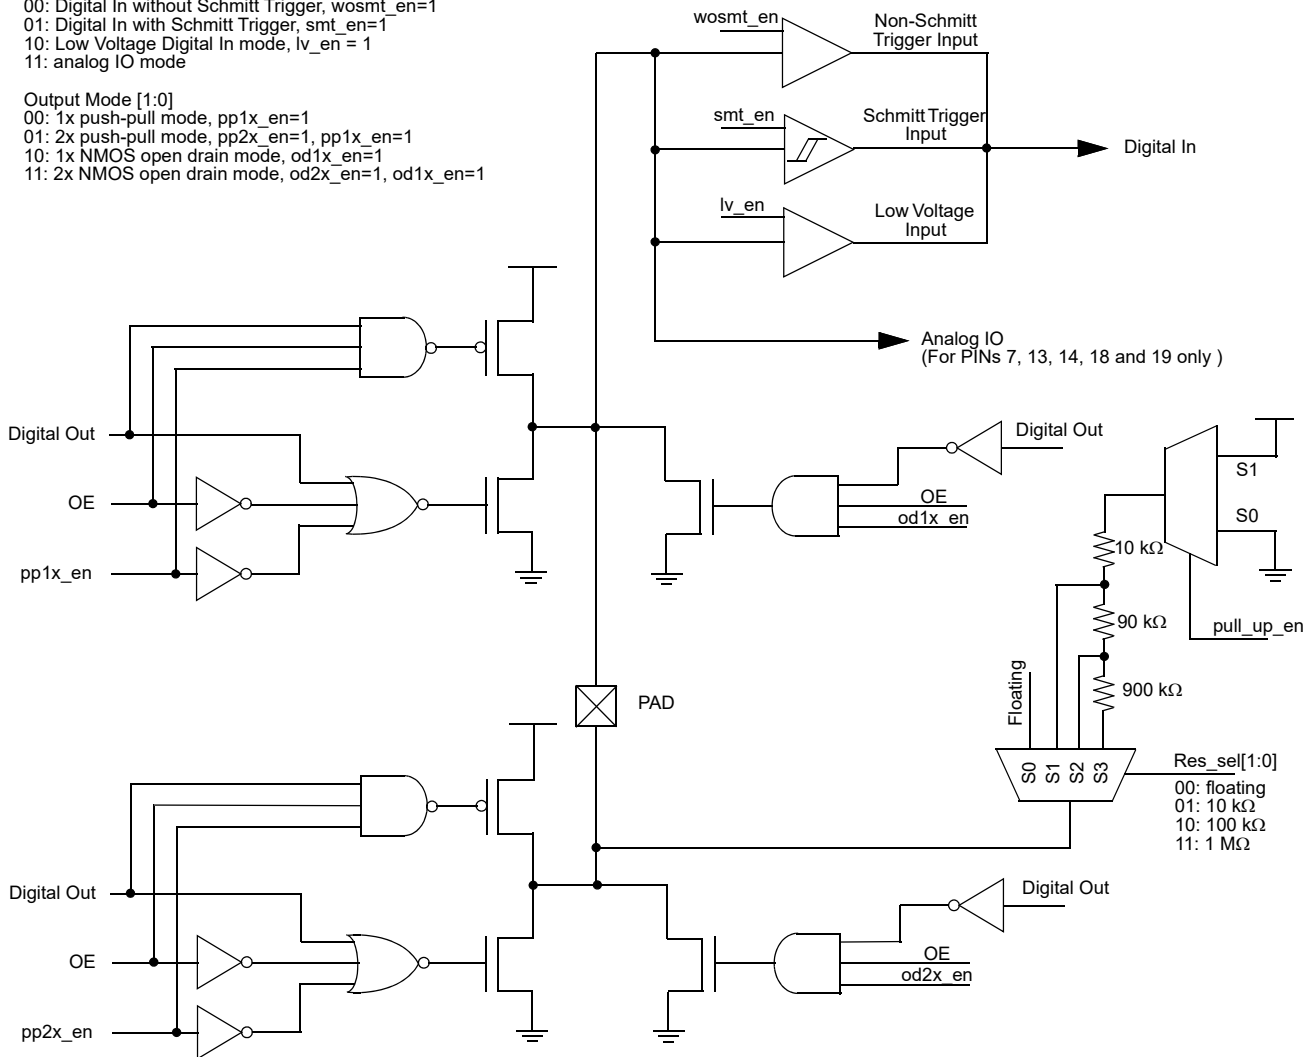 00: Digital In without Schmitt Trigger, wosmt_en=1
01: Digital In with Schmitt Trigger, smt_en=1
10: Low Voltage Digital In mode, lv_en = 1
11: analog IO mode
Output Mode [1:0]
00: 1x push-pull mode, pp1x_en=1
01: 2x push-pull mode, pp2x_en=1, pp1x_en=1
10: 1x NMOS open drain mode, od1x_en=1
11: 2x NMOS open drain mode, od2x_en=1, od1x_en=1
wosmt_en
Non-Schmitt
Trigger Input
smt_en
Schmitt Trigger
Input
Digital In
lv_en
Low Voltage
Input
Analog IO
(For PINs 7, 13, 14, 18 and 19 only )
Digital Out
OE
pp1x_en
Digital Out
OE
od1x_en
S1
S0
10 kΩ
90 kΩ
pull_up_en
900 kΩ
Floating
PAD
S0
S1
S2
S3
Res_sel[1:0]
00: floating
01: 10 kΩ
10: 100 kΩ
11: 1 MΩ
Digital Out
OE
pp2x_en
Digital Out
OE
od2x_en